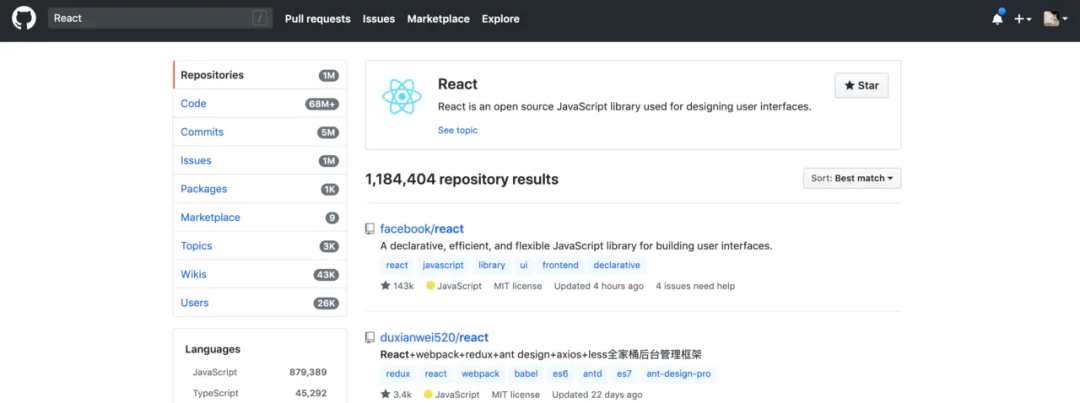 React / Pull requests Issues Marketplace Explore
Repositories 1M
Code 68M+
Commits 5M
Issues 1M
Packages 1K
Marketplace 9
Topics 3K
Wikis 43K
Users 26K
Languages
JavaScript 879,389
TypeScript 45,292
React
Star
React is an open source JavaScript library used for designing user interfaces.
See topic
1,184,404 repository results
Sort: Best match
facebook/react
A declarative, efficient, and flexible JavaScript library for building user interfaces.
react javascript library ui frontend declarative
143k JavaScript MIT license Updated 4 hours ago 4 issues need help
duxianwei520/react
React+webpack+redux+ant design+axios+less全家桶后台管理框架
redux react webpack babel es6 antd es7 ant-design-pro
3.4k JavaScript MIT license Updated 22 days ago